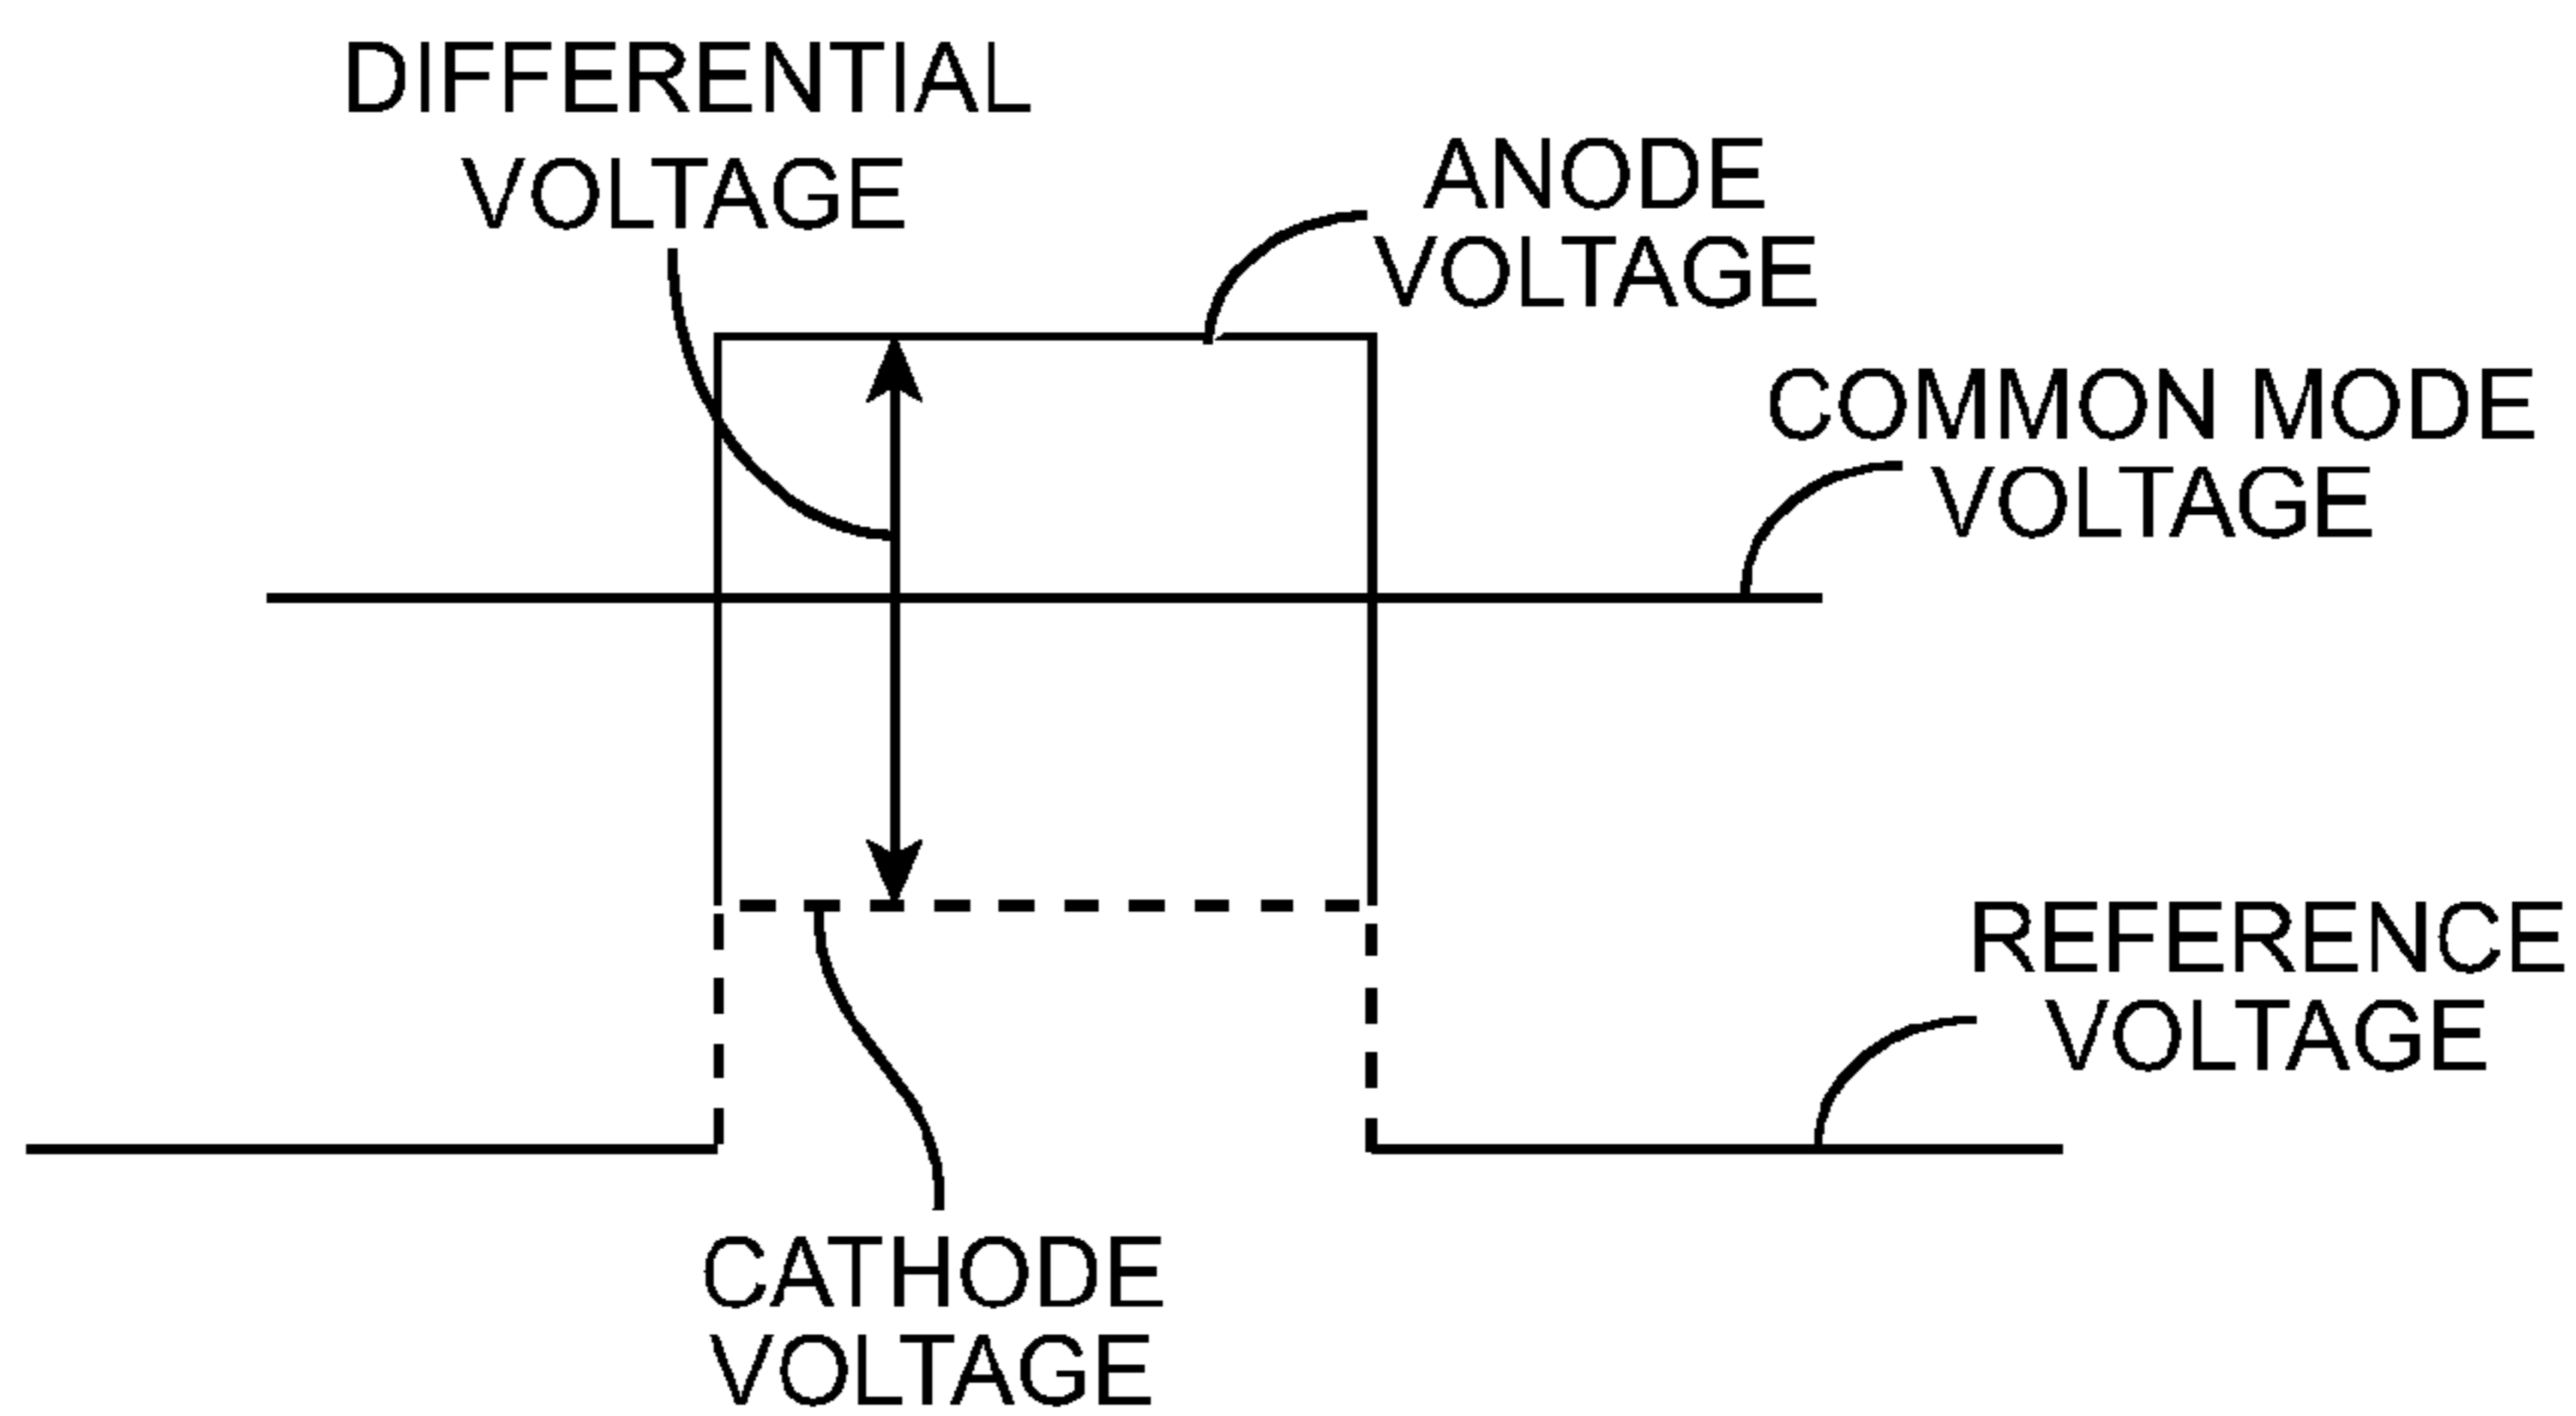 DIFFERENTIAL
VOLTAGE
ANODE
VOLTAGE
COMMON MODE
VOLTAGE
REFERENCE
VOLTAGE
CATHODE
VOLTAGE